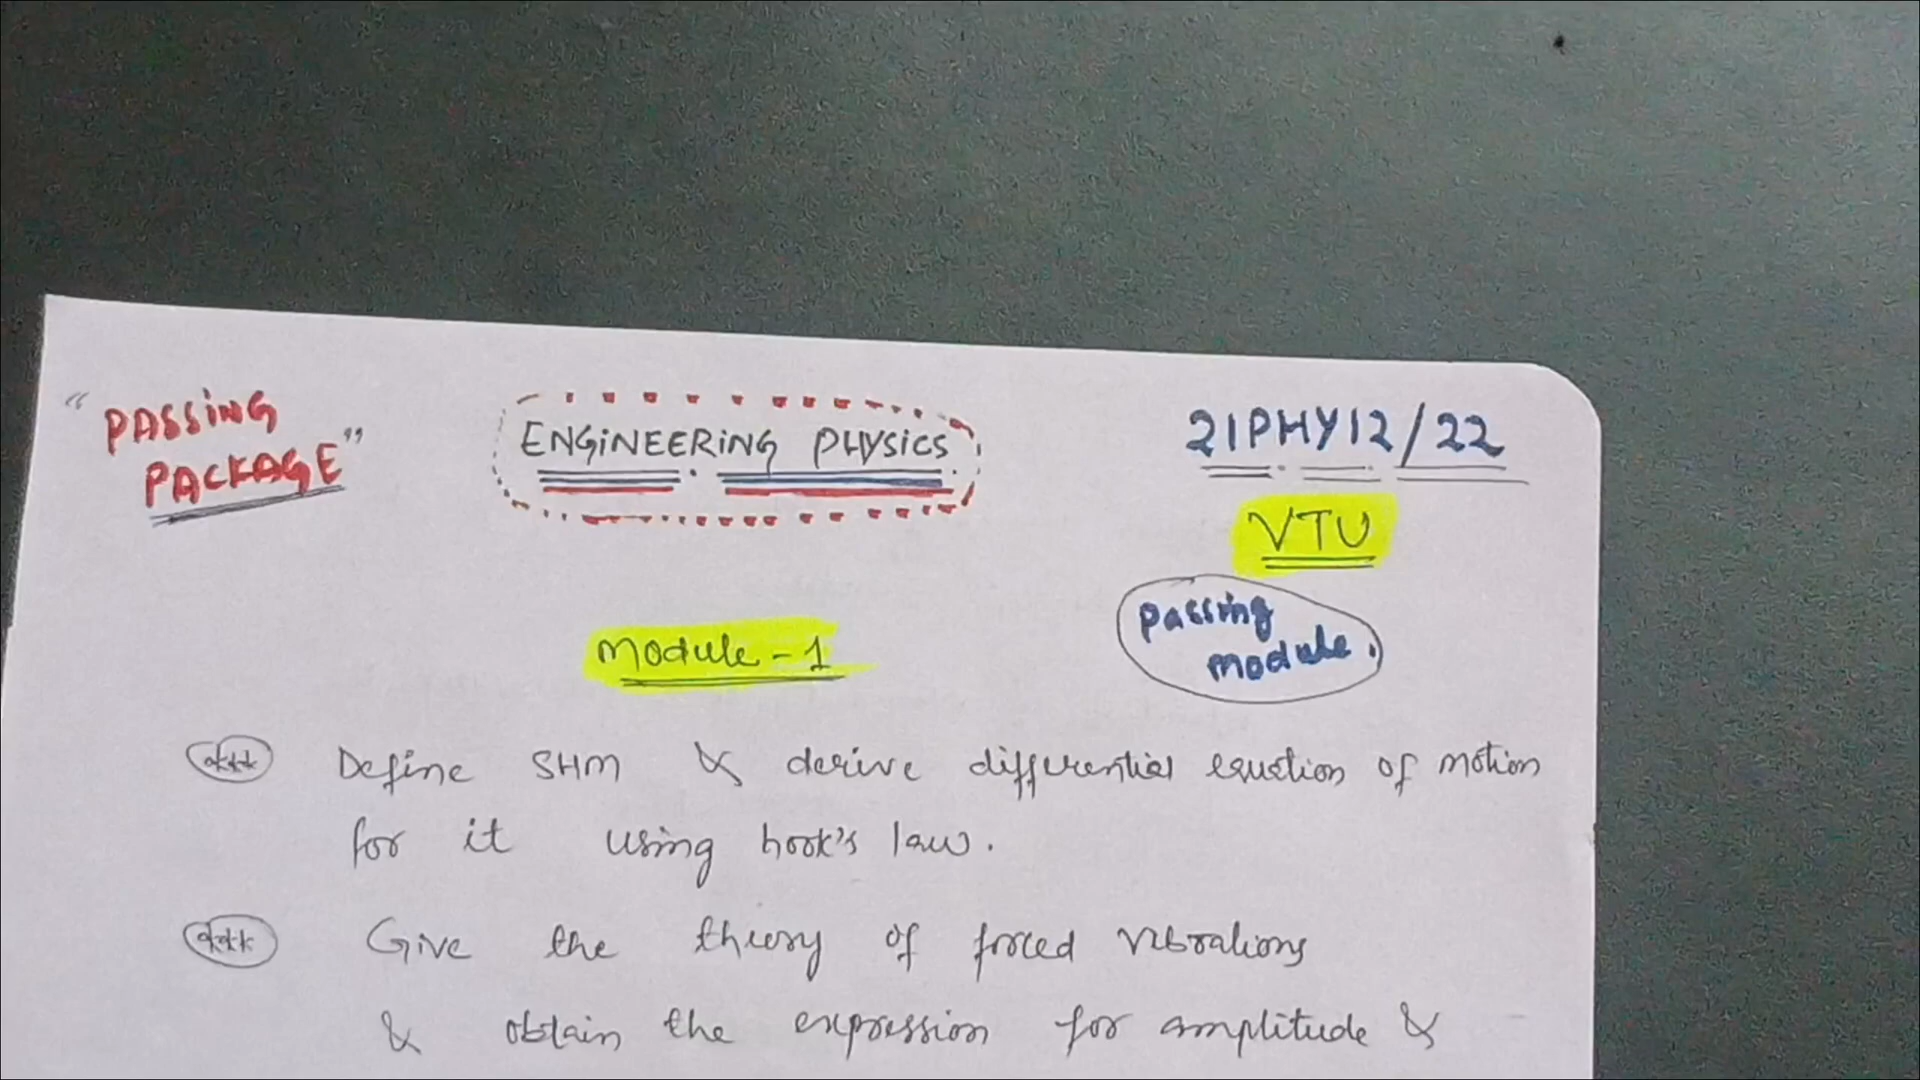 “PASSING
PACKAGE”
ENGINEERING PHYSICS
21PHY12/22
VTU
passing
module.
Module-1
*** Define SHM & derive differential equation of motion
for it using hook's law.
*** Give the theory of forced vibrations
& obtain the expression for amplitude &